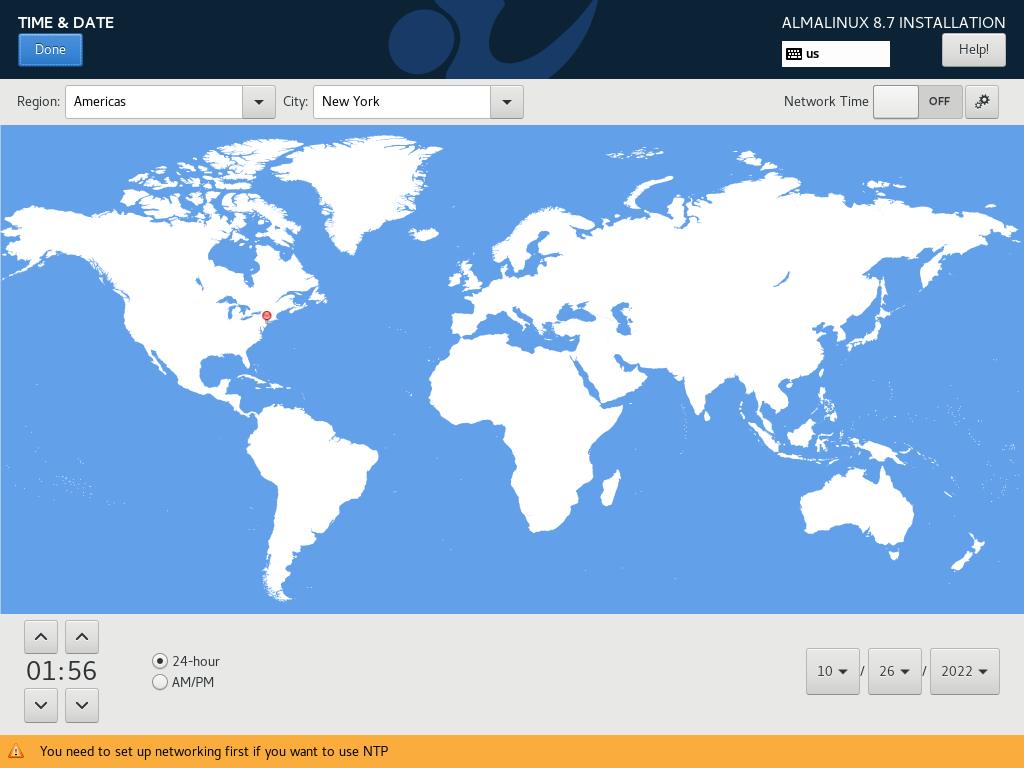 TIME & DATE
ALMALINUX 8.7 INSTALLATION
Done
us
Help!
Region:
Americas
City:
New York
Network Time
OFF
01:56
24-hour
AM/PM
10 / 26 / 2022
You need to set up networking first if you want to use NTP